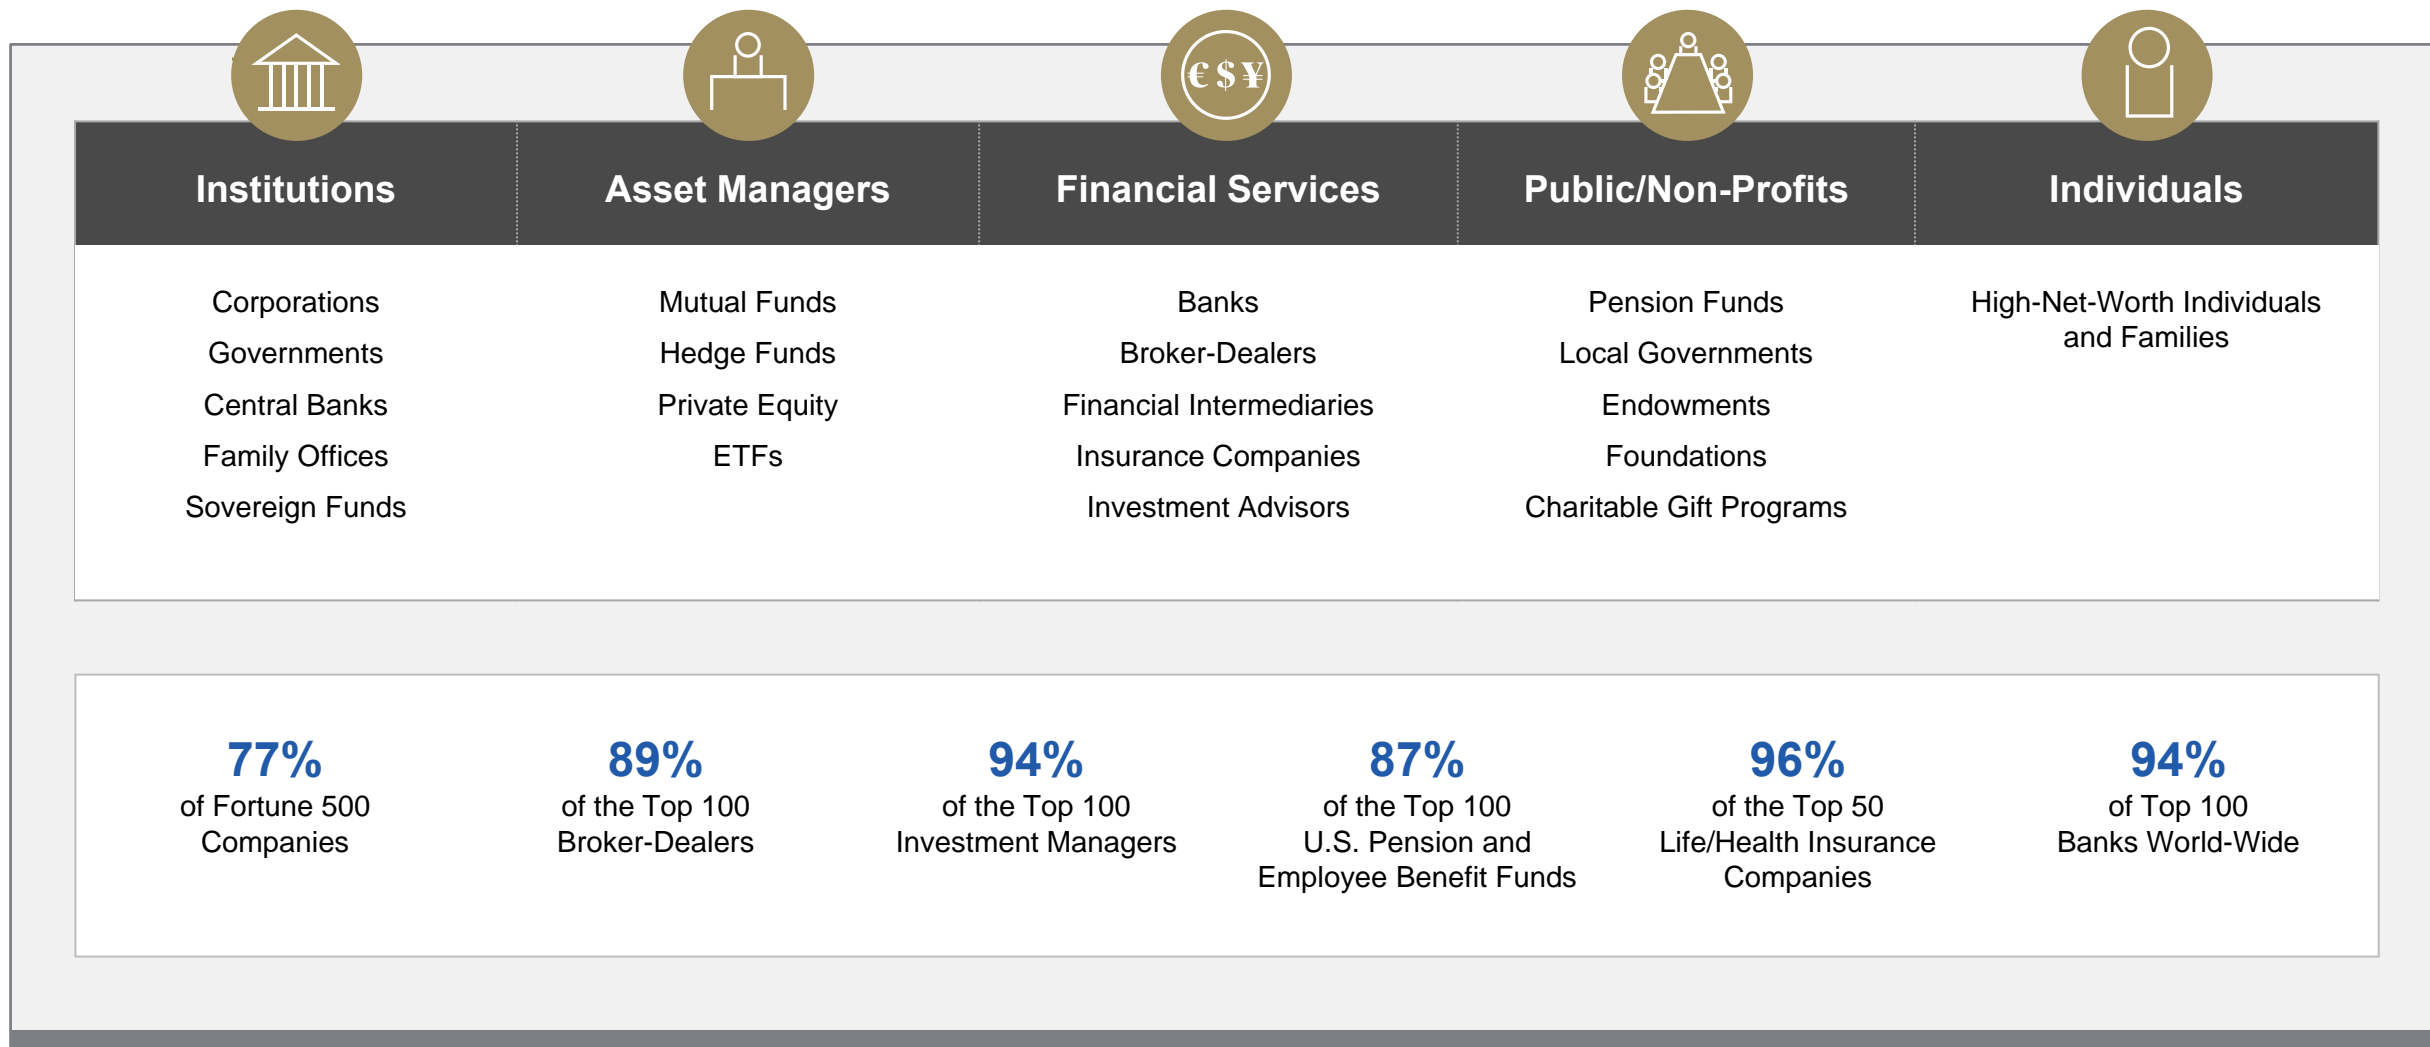 € $ ¥
Institutions
Asset Managers
Financial Services
Public/Non-Profits
Individuals
Corporations
Governments
Central Banks
Family Offices
Sovereign Funds
Mutual Funds
Hedge Funds
Private Equity
ETFs
Banks
Broker-Dealers
Financial Intermediaries
Insurance Companies
Investment Advisors
Pension Funds
Local Governments
Endowments
Foundations
Charitable Gift Programs
High-Net-Worth Individuals
and Families
77%
of Fortune 500
Companies
89%
of the Top 100
Broker-Dealers
94%
of the Top 100
Investment Managers
87%
of the Top 100
U.S. Pension and
Employee Benefit Funds
96%
of the Top 50
Life/Health Insurance
Companies
94%
of Top 100
Banks World-Wide